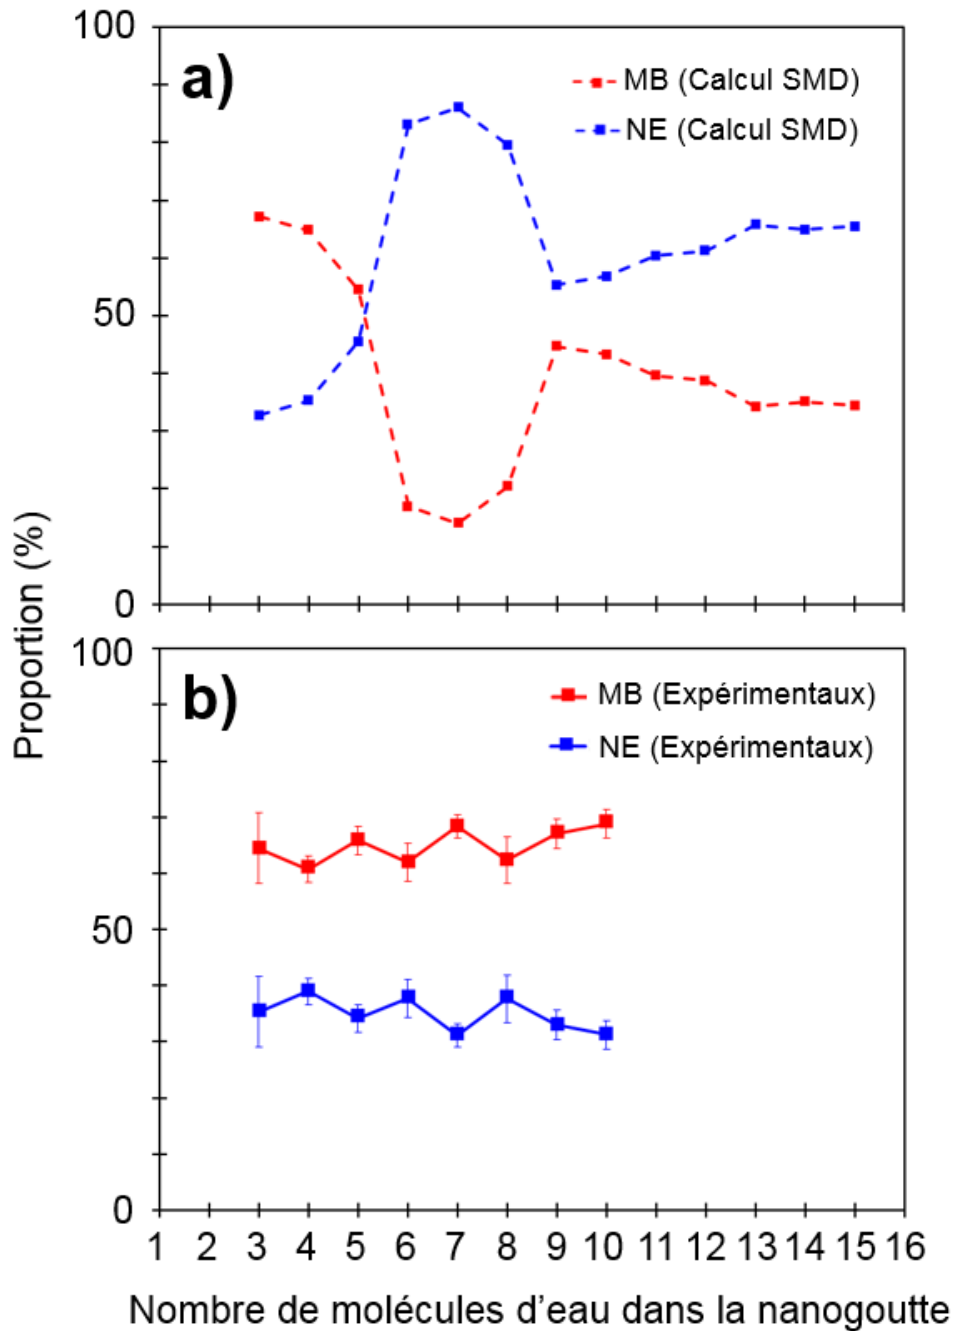 100
a)
MB (Calcul SMD)
NE (Calcul SMD)
50
0
Proportion (%)
100
b)
MB (Expérimentaux)
NE (Expérimentaux)
50
0
1 2 3 4 5 6 7 8 9 10 11 12 13 14 15 16
Nombre de molécules d’eau dans la nanogoutte